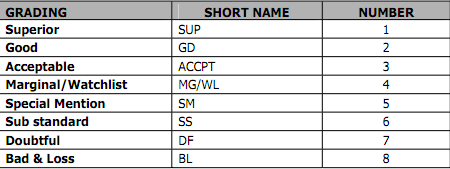 GRADING SHORT NAME NUMBER
Superior SUP 1
Good GD 2
Acceptable ACCPT 3
Marginal/Watchlist MG/WL 4
Special Mention SM 5
Sub standard SS 6
Doubtful DF 7
Bad & Loss BL 8